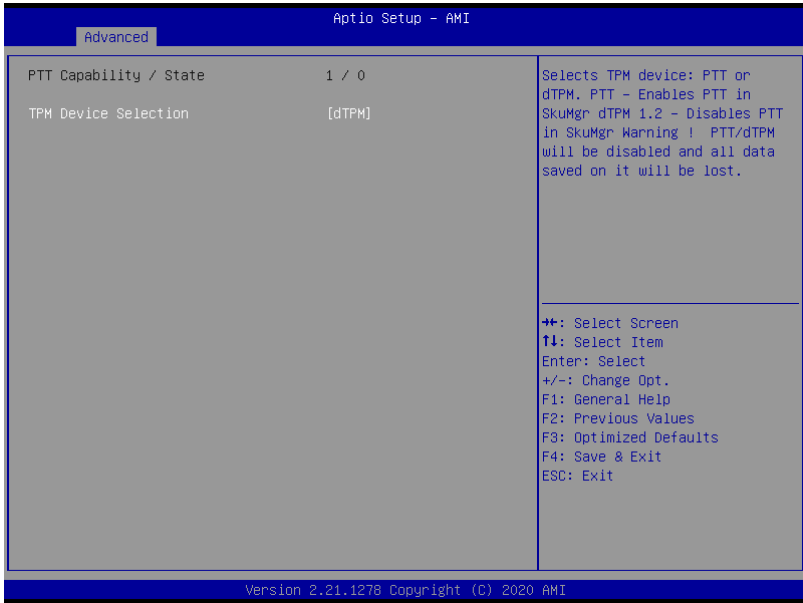 Aptio Setup – AMI
Advanced
PTT Capability / State 1 / 0
TPM Device Selection [dTPM]
Selects TPM device: PTT or
dTPM. PTT – Enables PTT in
SkuMgr dTPM 1.2 – Disables PTT
in SkuMgr Warning ! PTT/dTPM
will be disabled and all data
saved on it will be lost.
→←: Select Screen
↑↓: Select Item
Enter: Select
+/-: Change Opt.
F1: General Help
F2: Previous Values
F3: Optimized Defaults
F4: Save & Exit
ESC: Exit
Version 2.21.1278 Copyright (C) 2020 AMI